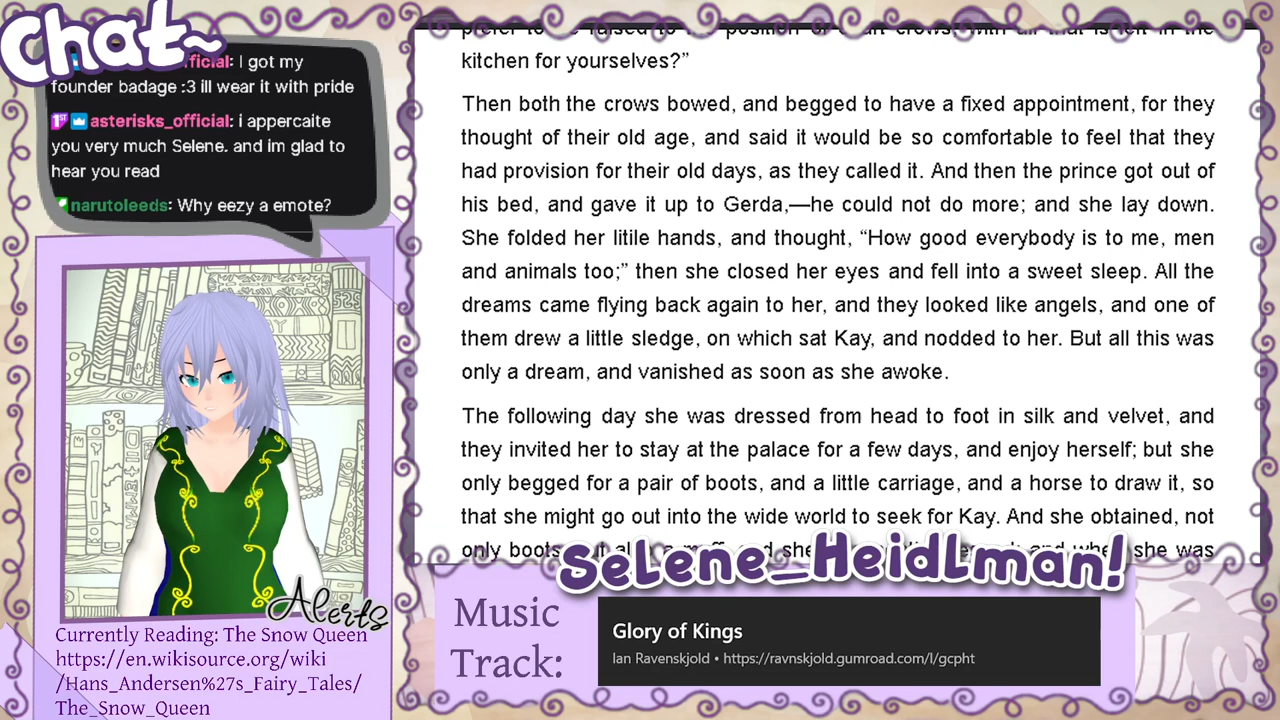 Chat~
fficial: I got my
founder badage :3 ill wear it with pride
1ST asterisks_official: i appercaite
you very much Selene. and im glad to
hear you read
narutoleeds: Why eezy a emote?
kitchen for yourselves?”
Then both the crows bowed, and begged to have a fixed appointment, for they
thought of their old age, and said it would be so comfortable to feel that they
had provision for their old days, as they called it. And then the prince got out of
his bed, and gave it up to Gerda,—he could not do more; and she lay down.
She folded her litile hands, and thought, “How good everybody is to me, men
and animals too;” then she closed her eyes and fell into a sweet sleep. All the
dreams came flying back again to her, and they looked like angels, and one of
them drew a little sledge, on which sat Kay, and nodded to her. But all this was
only a dream, and vanished as soon as she awoke.
The following day she was dressed from head to foot in silk and velvet, and
they invited her to stay at the palace for a few days, and enjoy herself; but she
only begged for a pair of boots, and a little carriage, and a horse to draw it, so
that she might go out into the wide world to seek for Kay. And she obtained, not
only boots she was
Selene_Heidlman!
Alerts
Currently Reading: The Snow Queen
https://en.wikisource.org/wiki
/Hans_Andersen%27s_Fairy_Tales/
The_Snow_Queen
Music
Track:
Glory of Kings
Ian Ravenskjold • https://ravnskjold.gumroad.com/l/gcpht